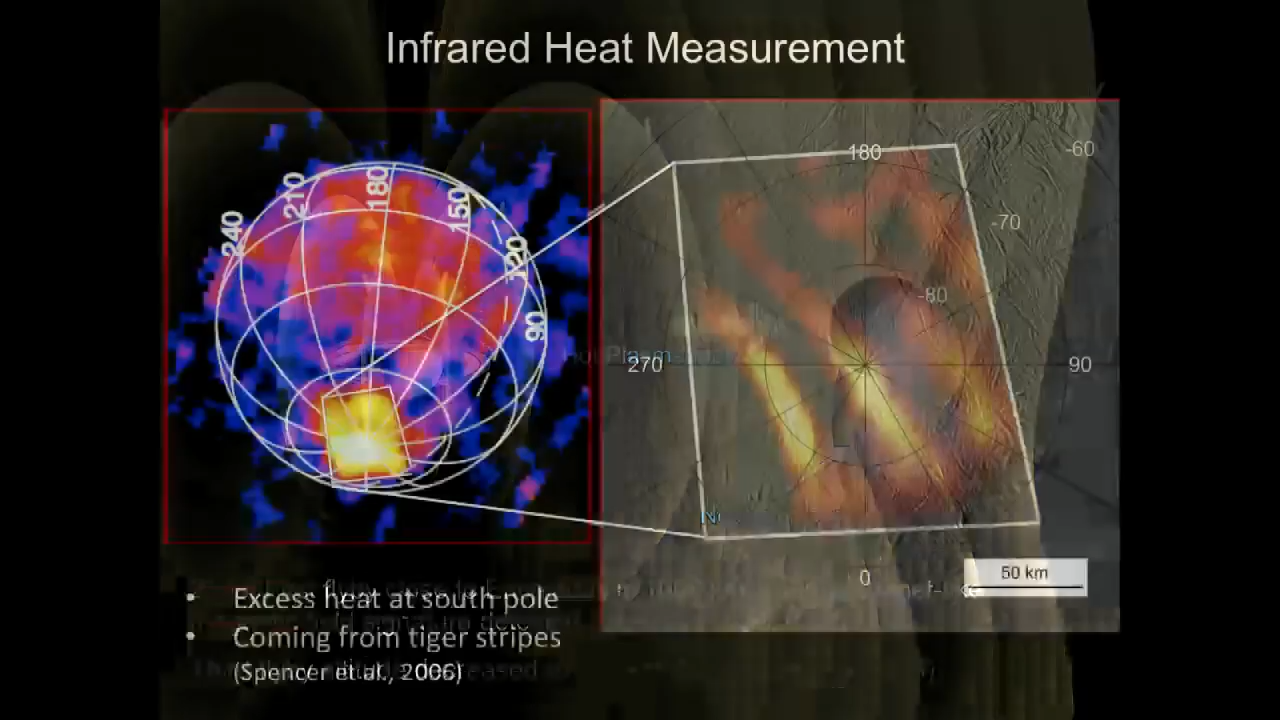 Infrared Heat Measurement
240
210
180
150
120
90
180
-60
-70
-80
270
90
0
50 km
• Excess heat at south pole
• Coming from tiger stripes
(Spencer et al., 2006)